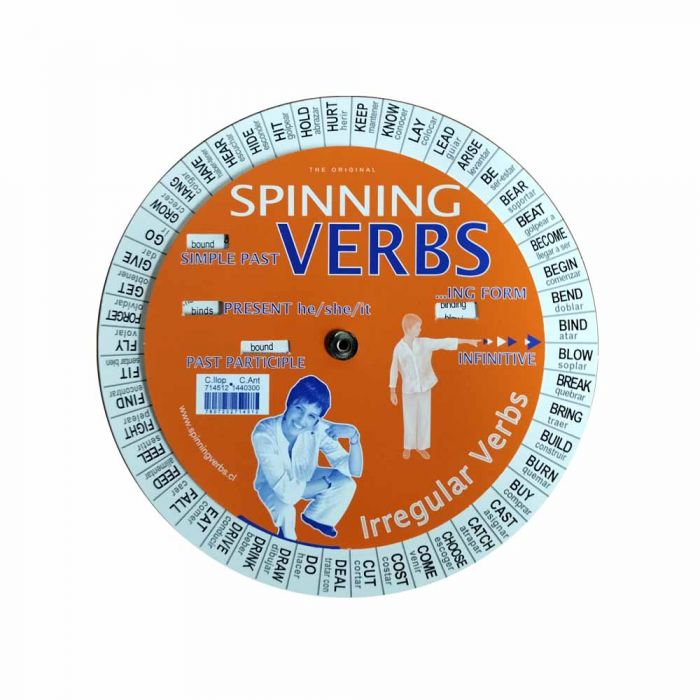 THE ORIGINAL
SPINNING
VERBS
bound
SIMPLE PAST
...ING FORM
binding
binds
PRESENT he/she/it
bound
PAST PARTICIPLE
INFINITIVE
C.Ilop C.Ant
714512 1440300
7807232714512
www.spinningverbs.cl
Irregular Verbs
ARISE
levantar
BE
ser-estar
BEAR
soportar
BEAT
golpear a
BECOME
llegar a ser
BEGIN
comenzar
BEND
doblar
BIND
atar
BLOW
soplar
BREAK
quebrar
BRING
traer
BUILD
construir
BURN
quemar
BUY
comprar
CAST
asignar
CATCH
atrapar
CHOOSE
escoger
COME
venir
COST
costar
CUT
cortar
DEAL
tratar con
DO
hacer
DRAW
dibujar
DRINK
beber
DRIVE
conducir
EAT
comer
FALL
caer
FEED
alimentar
FEEL
sentir
FIGHT
pelear
FIND
encontrar
FIT
sentar bien
FLY
volar
FORGET
olvidar
GET
obtener
GIVE
dar
GO
ir
GROW
crecer
HANG
colgar
HAVE
haber-tener
HEAR
escuchar
HIDE
esconder
HIT
golpear
HOLD
abrazar
HURT
herir
KEEP
mantener
KNOW
conocer
LAY
colocar
LEAD
guiar